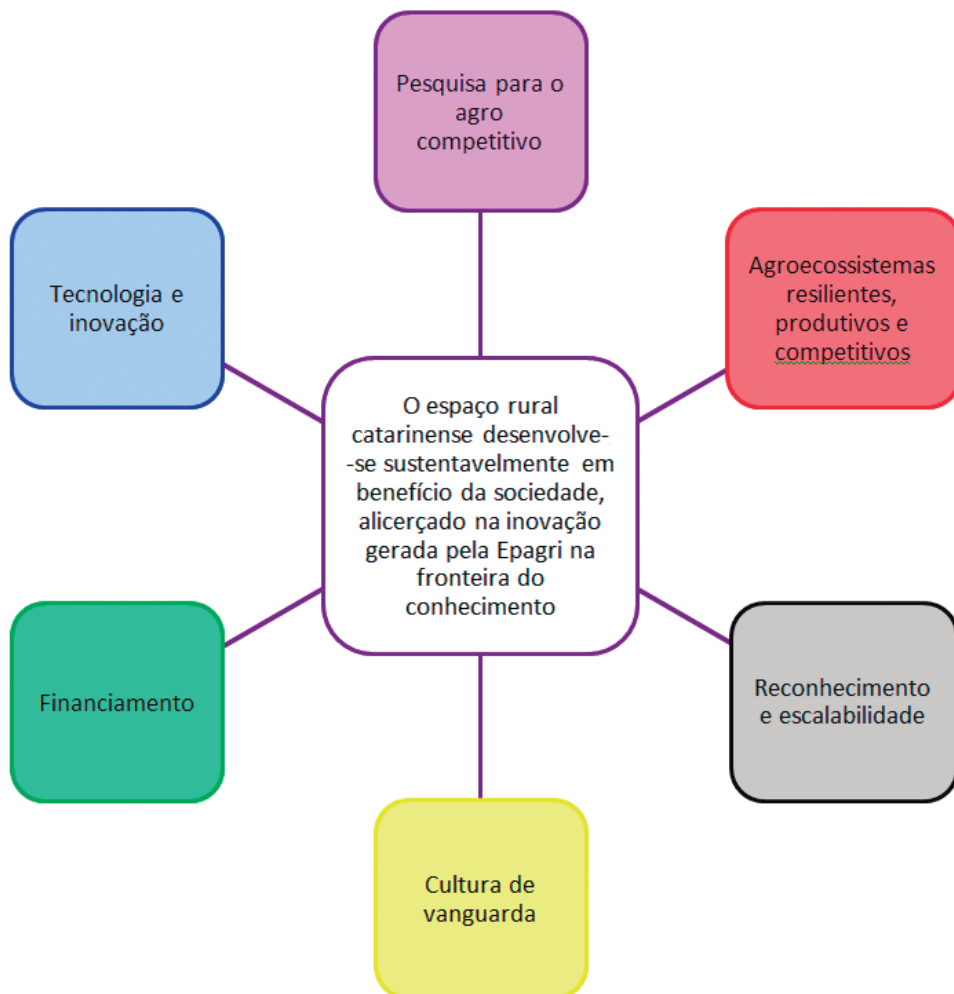 Pesquisa para o
agro
competitivo
Tecnologia e
inovação
Agroecossistemas
resilientes,
produtivos e
competitivos
O espaço rural
catarinense desenvolve-
-se sustentavelmente em
benefício da sociedade,
alicerçado na inovação
gerada pela Epagri na
fronteira do
conhecimento
Financiamento
Reconhecimento
e escalabilidade
Cultura de
vanguarda